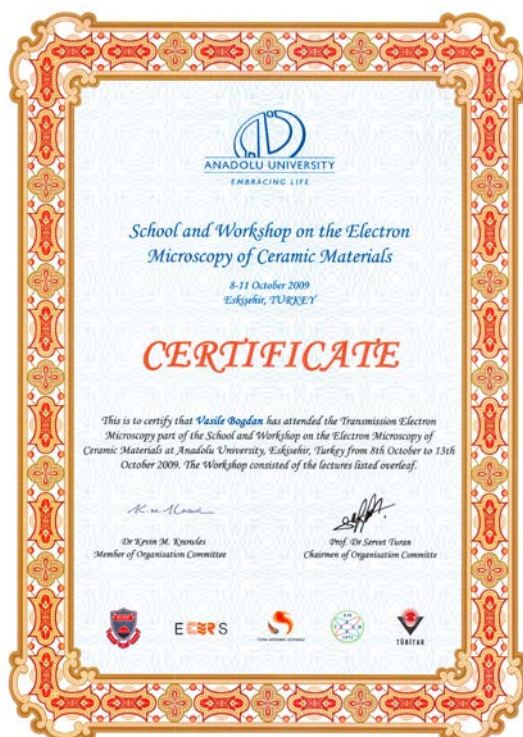 ANADOLU UNIVERSITY
EMBRACING LIFE
School and Workshop on the Electron
Microscopy of Ceramic Materials
8-11 October 2009
Eskişehir, TURKEY
CERTIFICATE
This is to certify that Vasile Bogdan has attended the Transmission Electron
Microscopy part of the School and Workshop on the Electron Microscopy of
Ceramic Materials at Anadolu University, Eskisehir, Turkey from 8th October to 13th
October 2009. The Workshop consisted of the lectures listed overleaf.
Dr Kevin M. Knowles
Member of Organisation Committee
Prof. Dr Servet Turan
Chairmen of Organisation Committe
ECERS
TÜBİTAK